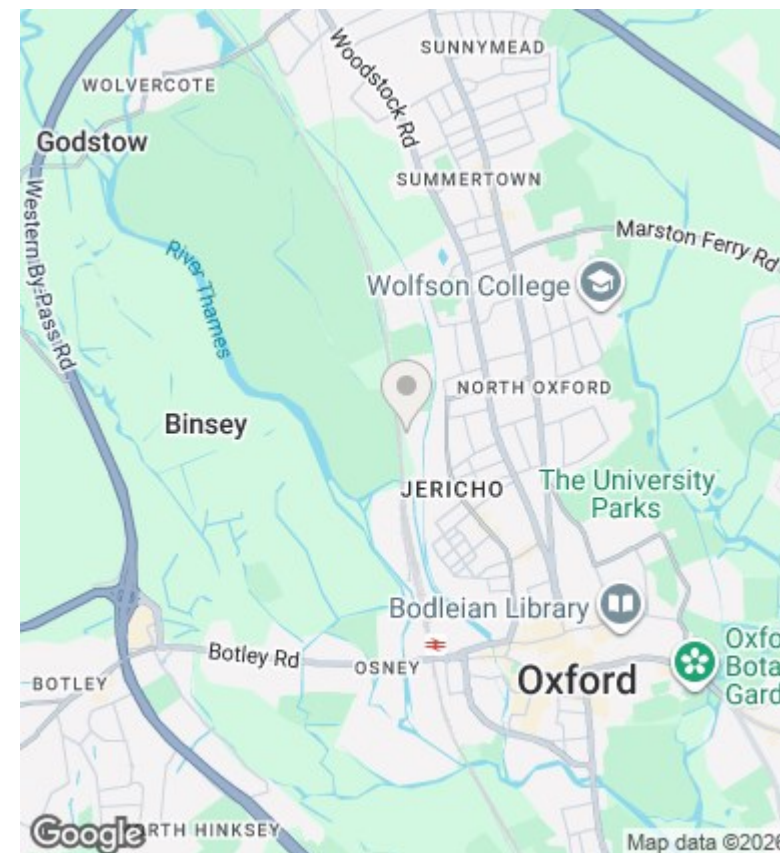 SUNNYMEAD
WOLVERCOTE
Woodstock Rd
Godstow
SUMMERTOWN
Marston Ferry Rd
Western By-Pass Rd
River Thames
Wolfson College
NORTH OXFORD
Binsey
JERICHO
The University
Parks
Bodleian Library
Botley Rd
OSNEY
BOTLEY
Oxford
Oxfo
Bota
Gard
Google
RTH HINKSEY
Map data ©2026